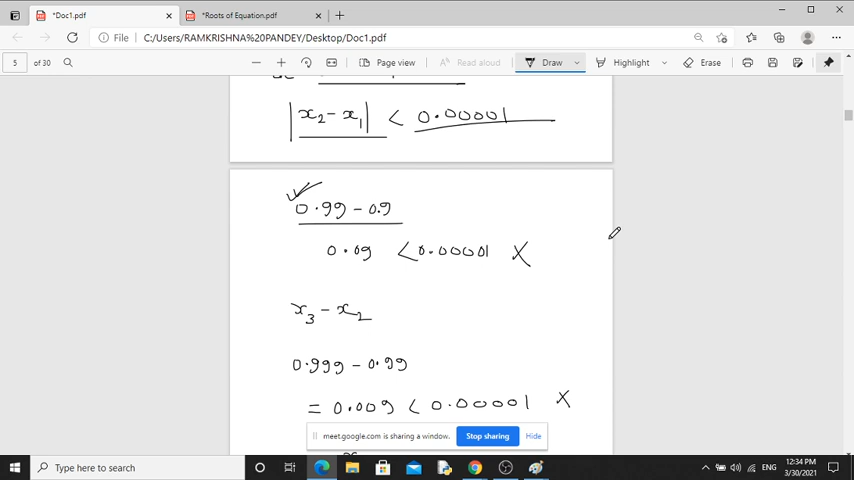 *Doc1.pdf
*Roots of Equation.pdf
File C:/Users/RAMKRISHNA%20PANDEY/Desktop/Doc1.pdf
5 of 30
Page view
Read aloud
Draw
Highlight
Erase
|x₂ - x₁| < 0.00001
0.99 - 0.9
0.09 < 0.00001 X
x₃ - x₂
0.999 - 0.99
= 0.009 < 0.00001 X
meet.google.com is sharing a window.
Stop sharing
Hide
Type here to search
ENG
12:34 PM
3/30/2021